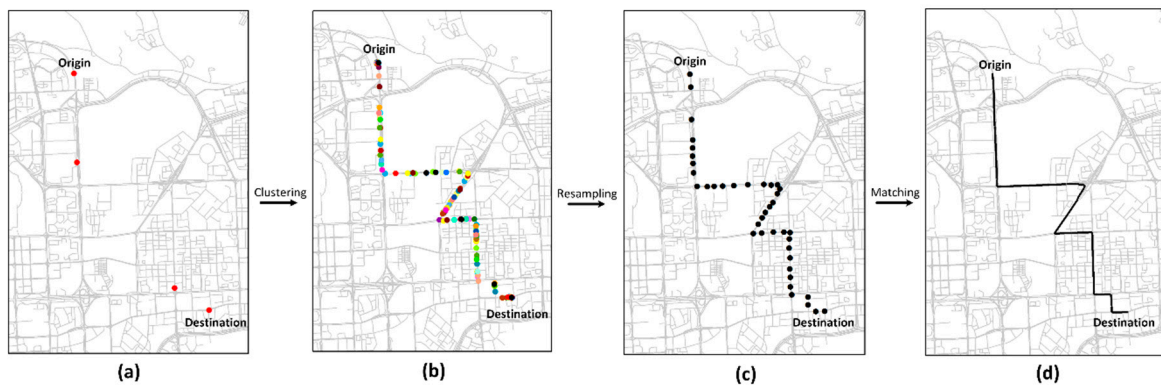 Origin
Destination
(a)
Clustering
Origin
Destination
(b)
Resampling
Origin
Destination
(c)
Matching
Origin
Destination
(d)